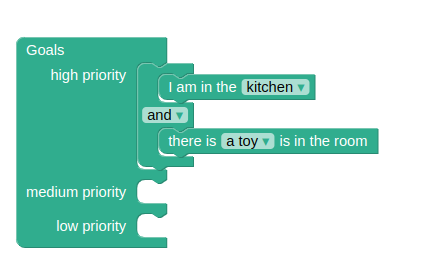 Goals
high priority
I am in the kitchen ▾
and ▾
there is a toy ▾ is in the room
medium priority
low priority